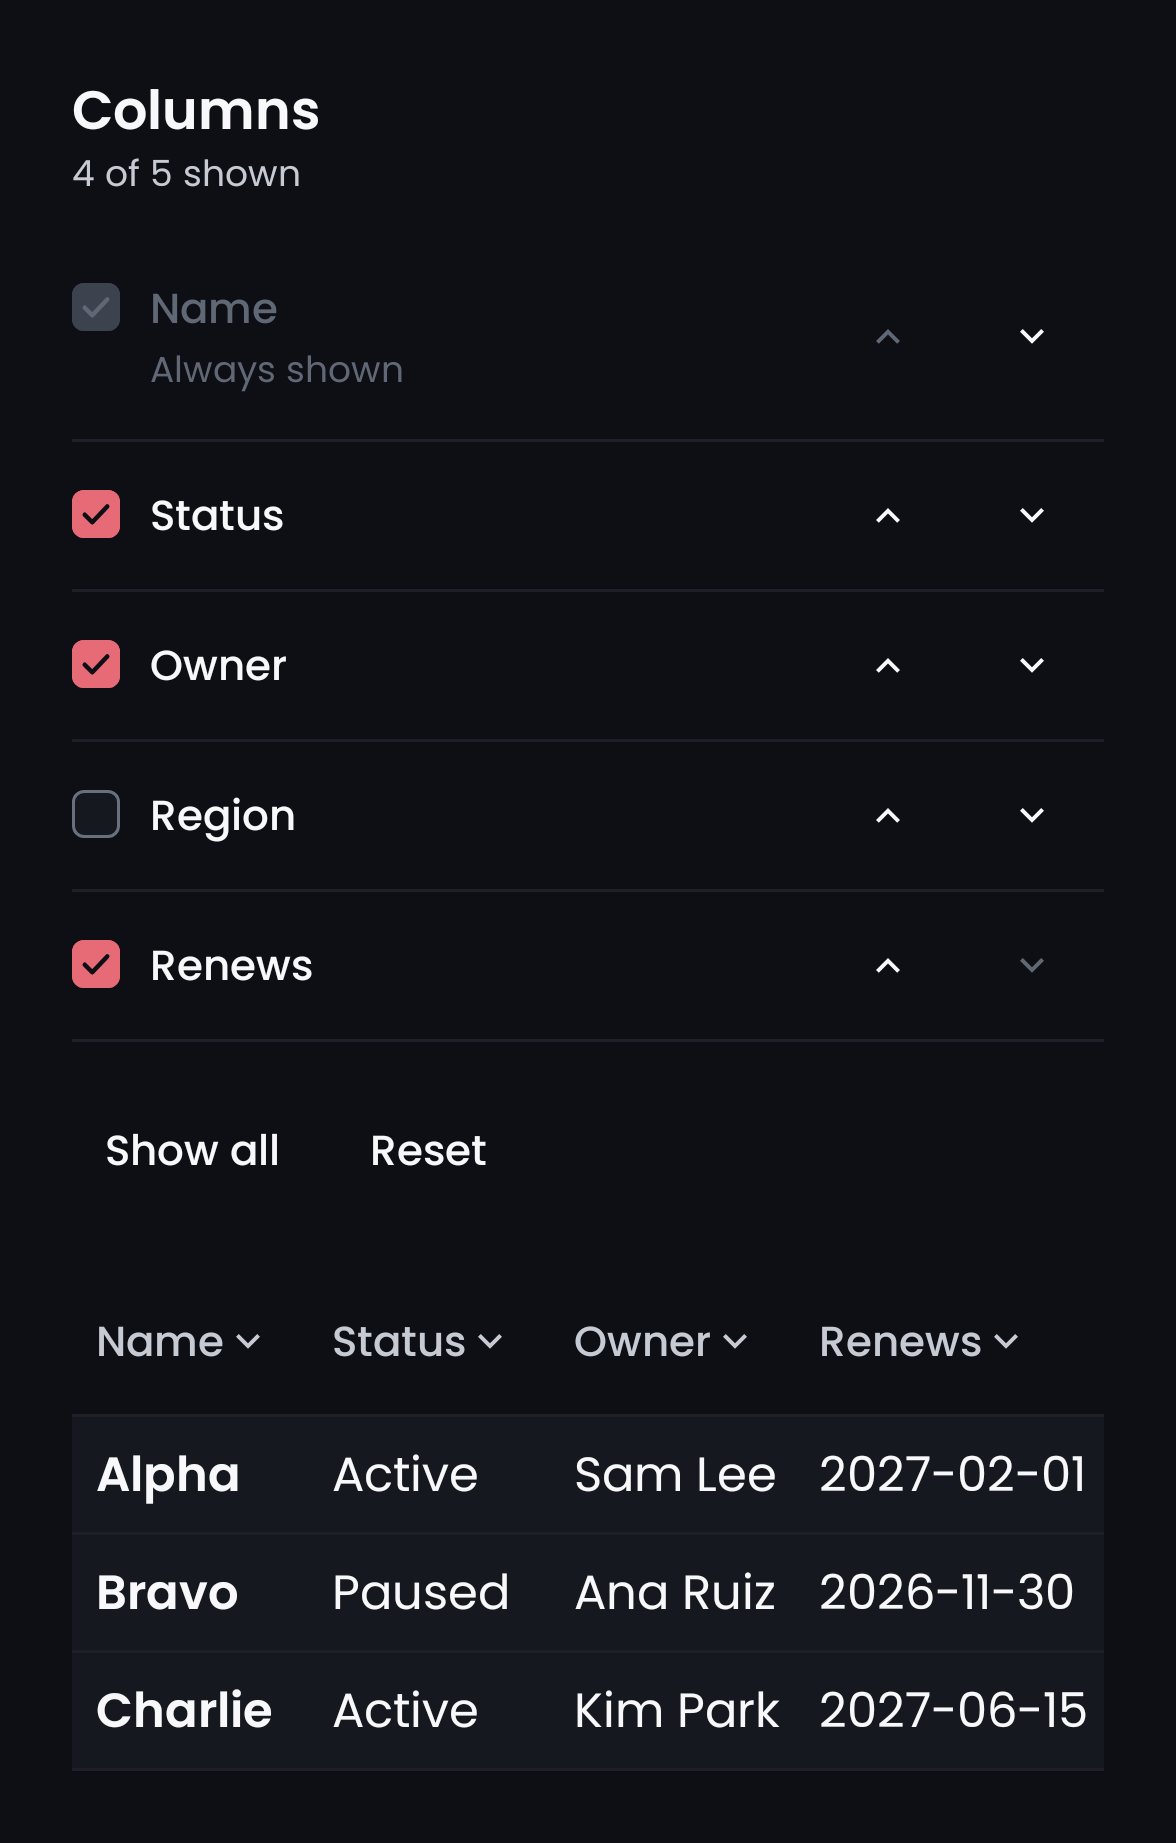 Columns
4 of 5 shown
Name
Always shown
Status
Owner
Region
Renews
Show all Reset
Name Status Owner Renews
Alpha Active Sam Lee 2027-02-01
Bravo Paused Ana Ruiz 2026-11-30
Charlie Active Kim Park 2027-06-15